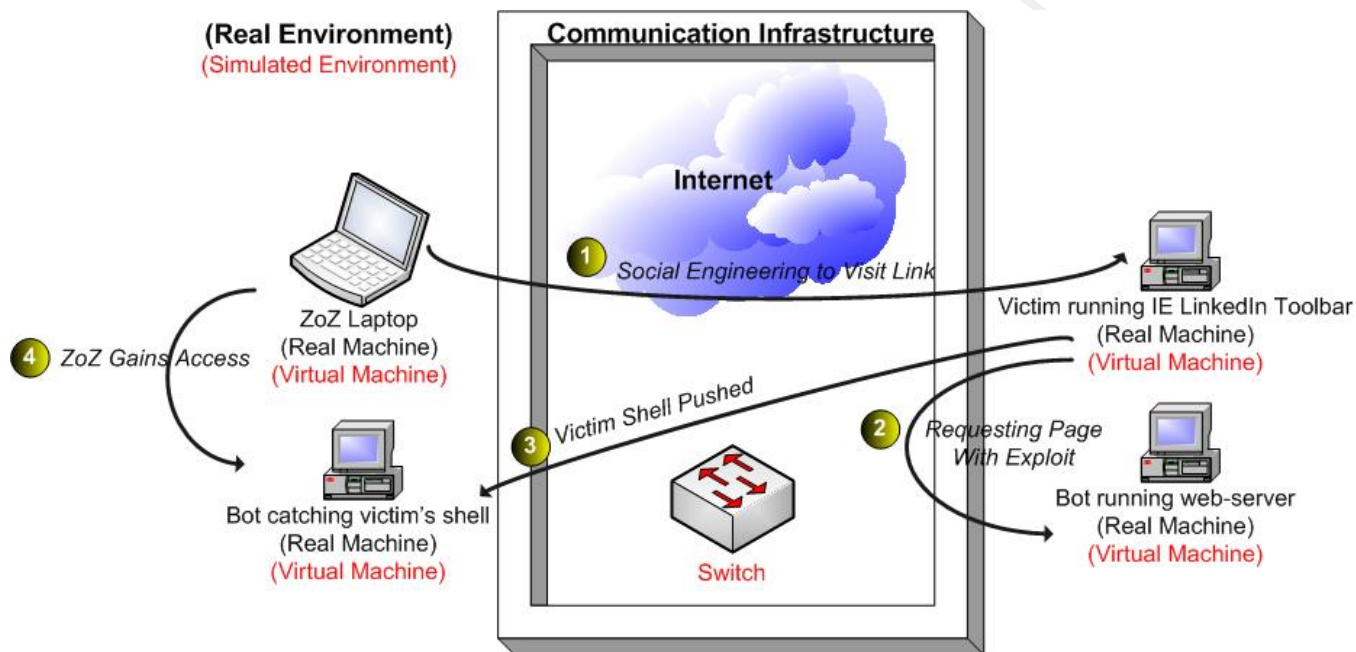 (Real Environment)
(Simulated Environment)
Communication Infrastructure
Internet
1
Social Engineering to Visit Link
ZoZ Laptop
(Real Machine)
(Virtual Machine)
Victim running IE LinkedIn Toolbar
(Real Machine)
(Virtual Machine)
4
ZoZ Gains Access
3
Victim Shell Pushed
2
Requesting Page
With Exploit
Bot catching victim's shell
(Real Machine)
(Virtual Machine)
Switch
Bot running web-server
(Real Machine)
(Virtual Machine)